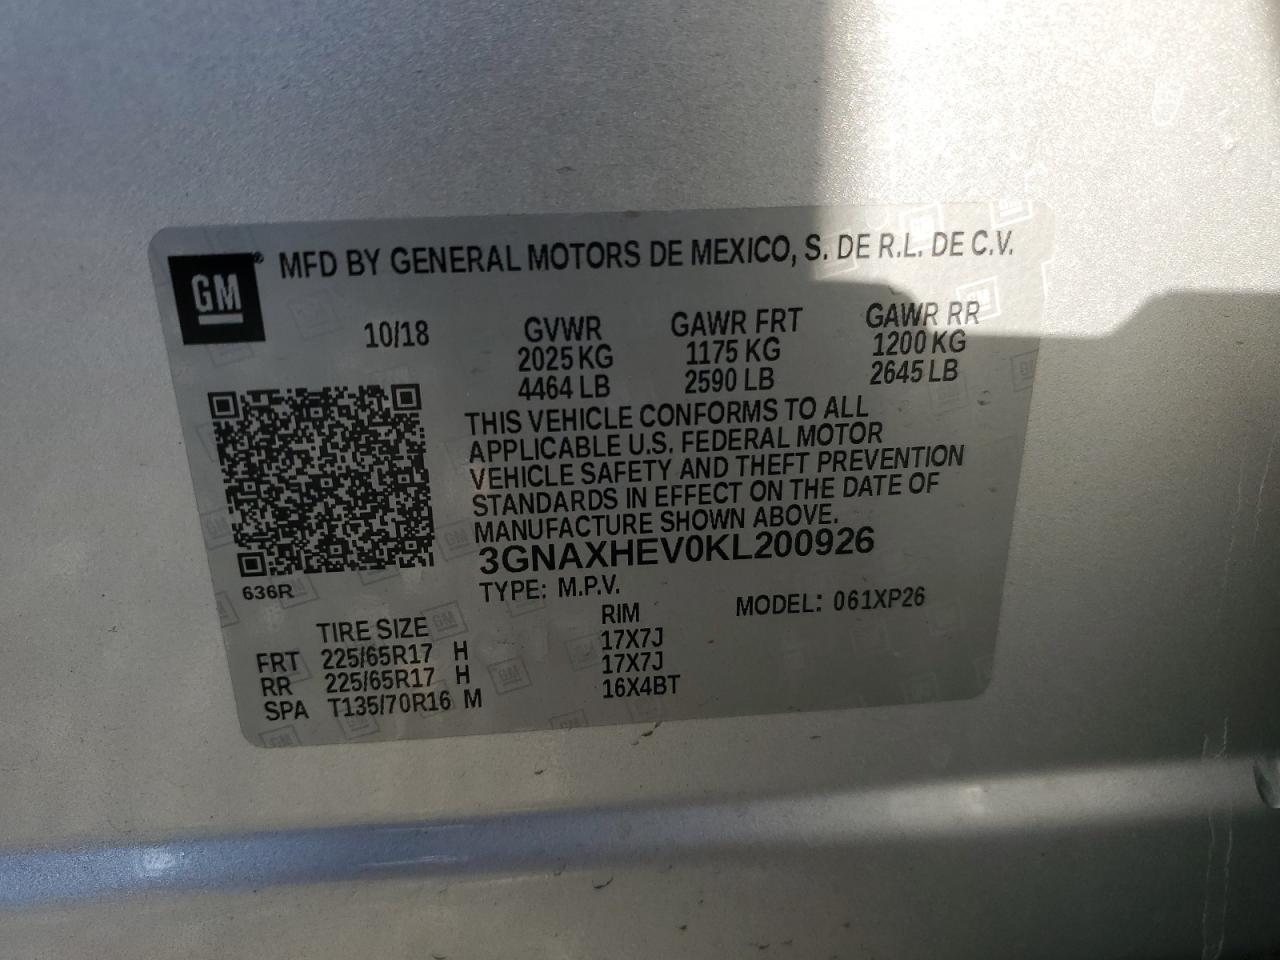 GM
MFD BY GENERAL MOTORS DE MEXICO, S. DE R.L. DE C.V.
10/18 GVWR GAWR FRT GAWR RR
2025 KG 1175 KG 1200 KG
4464 LB 2590 LB 2645 LB
THIS VEHICLE CONFORMS TO ALL
APPLICABLE U.S. FEDERAL MOTOR
VEHICLE SAFETY AND THEFT PREVENTION
STANDARDS IN EFFECT ON THE DATE OF
MANUFACTURE SHOWN ABOVE.
3GNAXHEV0KL200926
636R
TYPE: M.P.V. MODEL: 061XP26
TIRE SIZE RIM
FRT 225/65R17 H 17X7J
RR 225/65R17 H 17X7J
SPA T135/70R16 M 16X4BT